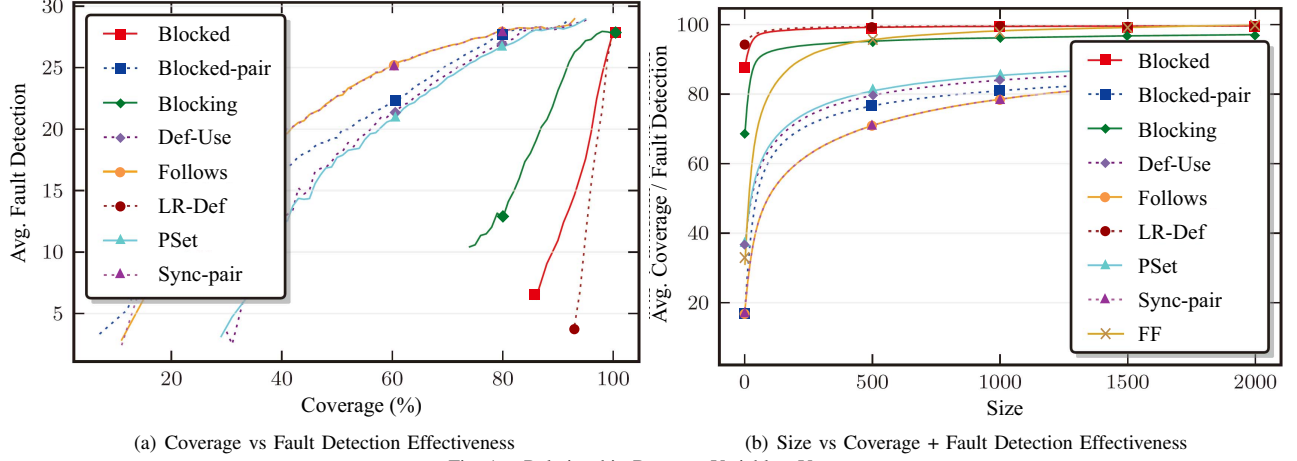 30
25
20
15
10
5
Avg. Fault Detection
Blocked
Blocked-pair
Blocking
Def-Use
Follows
LR-Def
PSet
Sync-pair
20
40
60
80
100
Coverage (%)
(a) Coverage vs Fault Detection Effectiveness
100
80
60
40
20
Avg. Coverage / Fault Detection
Blocked
Blocked-pair
Blocking
Def-Use
Follows
LR-Def
PSet
Sync-pair
FF
0
500
1000
1500
2000
Size
(b) Size vs Coverage + Fault Detection Effectiveness